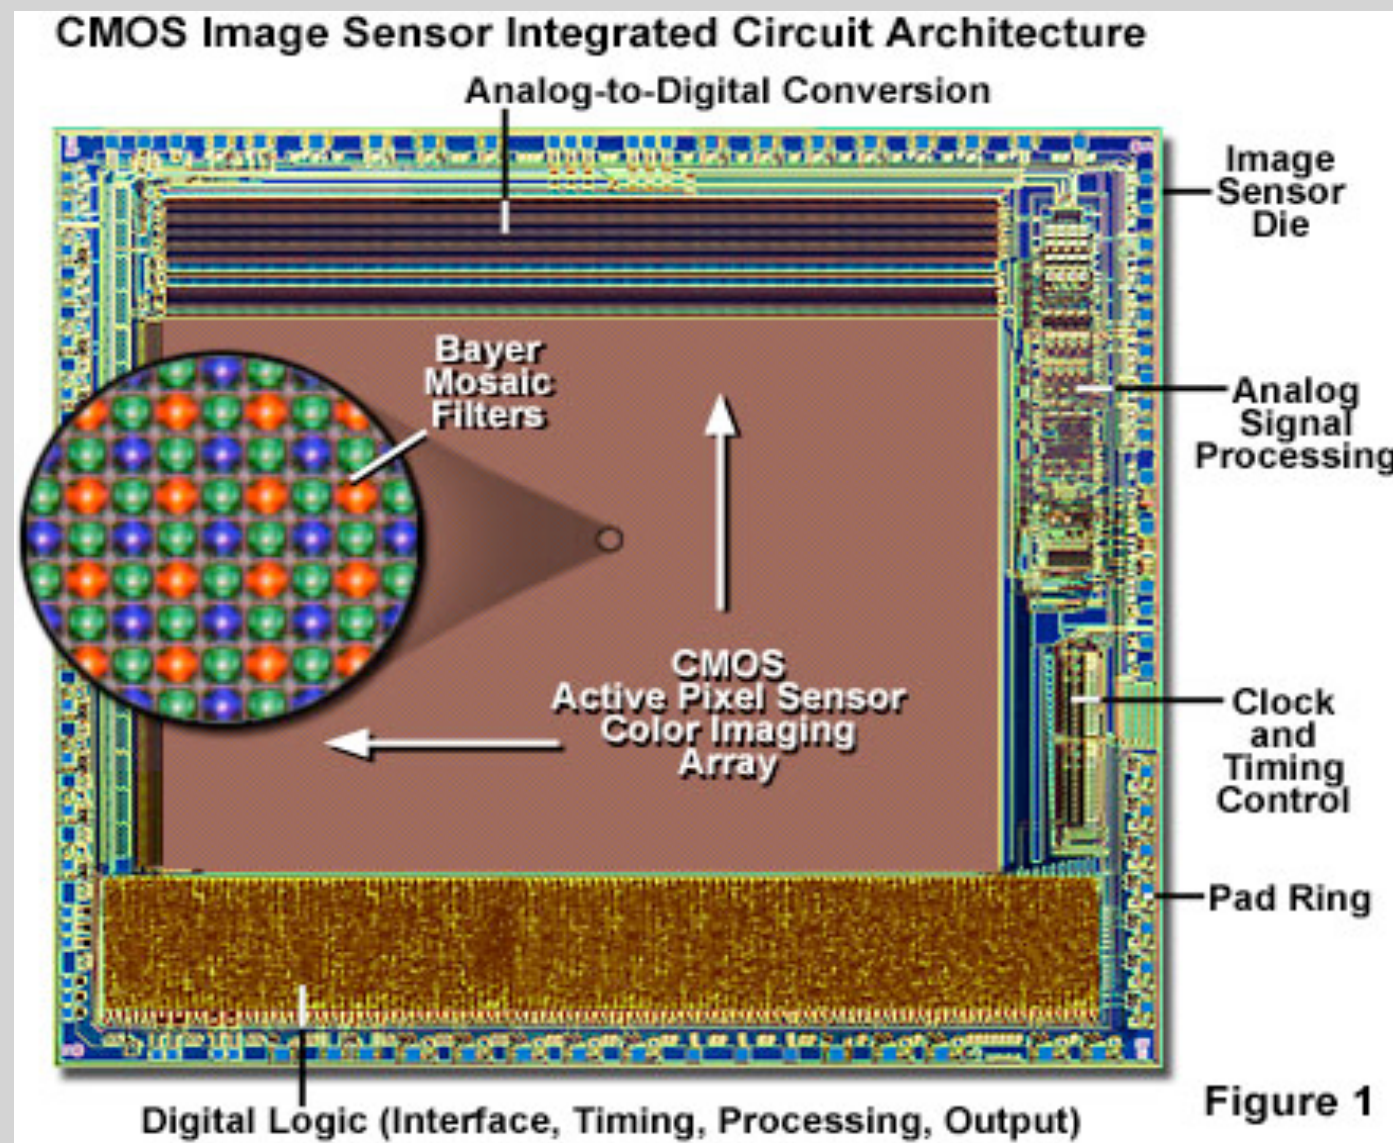 CMOS Image Sensor Integrated Circuit Architecture
Analog-to-Digital Conversion
Image
Sensor
Die
Bayer
Mosaic
Filters
Analog
Signal
Processing
CMOS
Active Pixel Sensor
Color Imaging
Array
Clock
and
Timing
Control
Pad Ring
Digital Logic (Interface, Timing, Processing, Output)
Figure 1